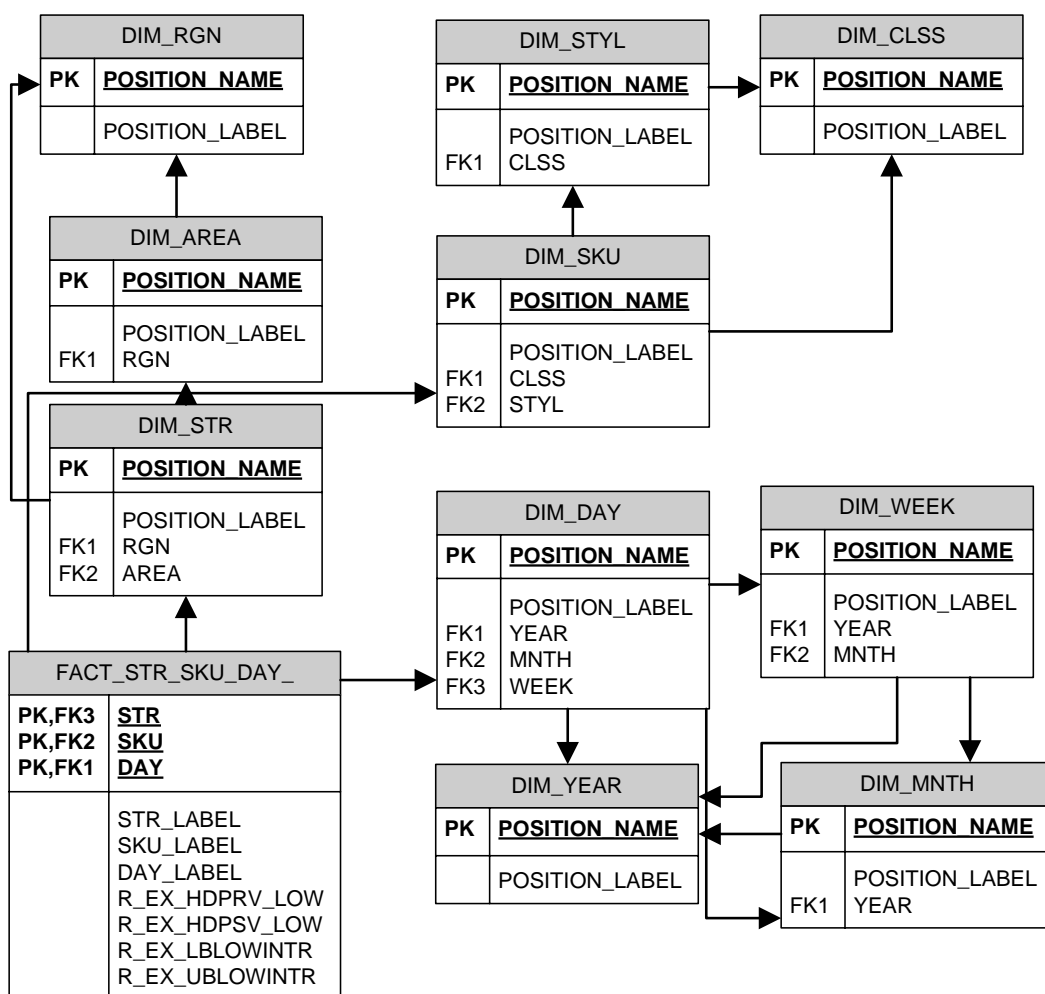 DIM_RGN
PK POSITION_NAME
POSITION_LABEL
DIM_STYL
PK POSITION_NAME
POSITION_LABEL
FK1 CLSS
DIM_CLSS
PK POSITION_NAME
POSITION_LABEL
DIM_AREA
PK POSITION_NAME
POSITION_LABEL
FK1 RGN
DIM_SKU
PK POSITION_NAME
POSITION_LABEL
FK1 CLSS
FK2 STYL
DIM_STR
PK POSITION_NAME
POSITION_LABEL
FK1 RGN
FK2 AREA
DIM_DAY
PK POSITION_NAME
POSITION_LABEL
FK1 YEAR
FK2 MNTH
FK3 WEEK
DIM_WEEK
PK POSITION_NAME
POSITION_LABEL
FK1 YEAR
FK2 MNTH
FACT_STR_SKU_DAY_
PK,FK3 STR
PK,FK2 SKU
PK,FK1 DAY
STR_LABEL
SKU_LABEL
DAY_LABEL
R_EX_HDPRV_LOW
R_EX_HDPSV_LOW
R_EX_LBLOWINTR
R_EX_UBLOWINTR
DIM_YEAR
PK POSITION_NAME
POSITION_LABEL
DIM_MNTH
PK POSITION_NAME
POSITION_LABEL
FK1 YEAR